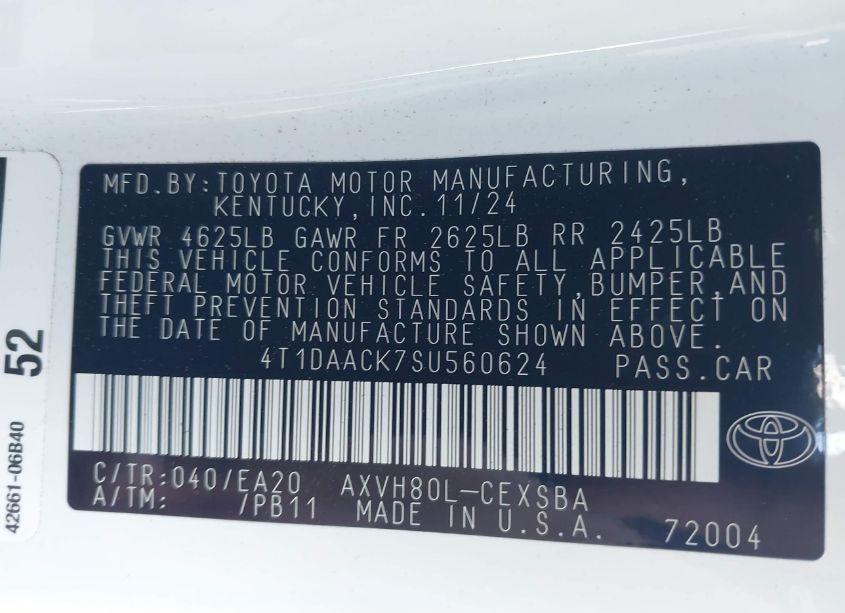 MFD.BY:TOYOTA MOTOR MANUFACTURING,
KENTUCKY,INC.11/24
GVWR 4625LB GAWR FR 2625LB RR 2425LB
THIS VEHICLE CONFORMS TO ALL APPLICABLE
FEDERAL MOTOR VEHICLE SAFETY,BUMPER,AND
THEFT PREVENTION STANDARDS IN EFFECT ON
THE DATE OF MANUFACTURE SHOWN ABOVE.
4T1DAACK7SU560624 PASS.CAR
C/TR:040/EA20 AXVH80L-CEXSBA
A/TM: /PB11 MADE IN U.S.A. 72004
52
42661-06B40